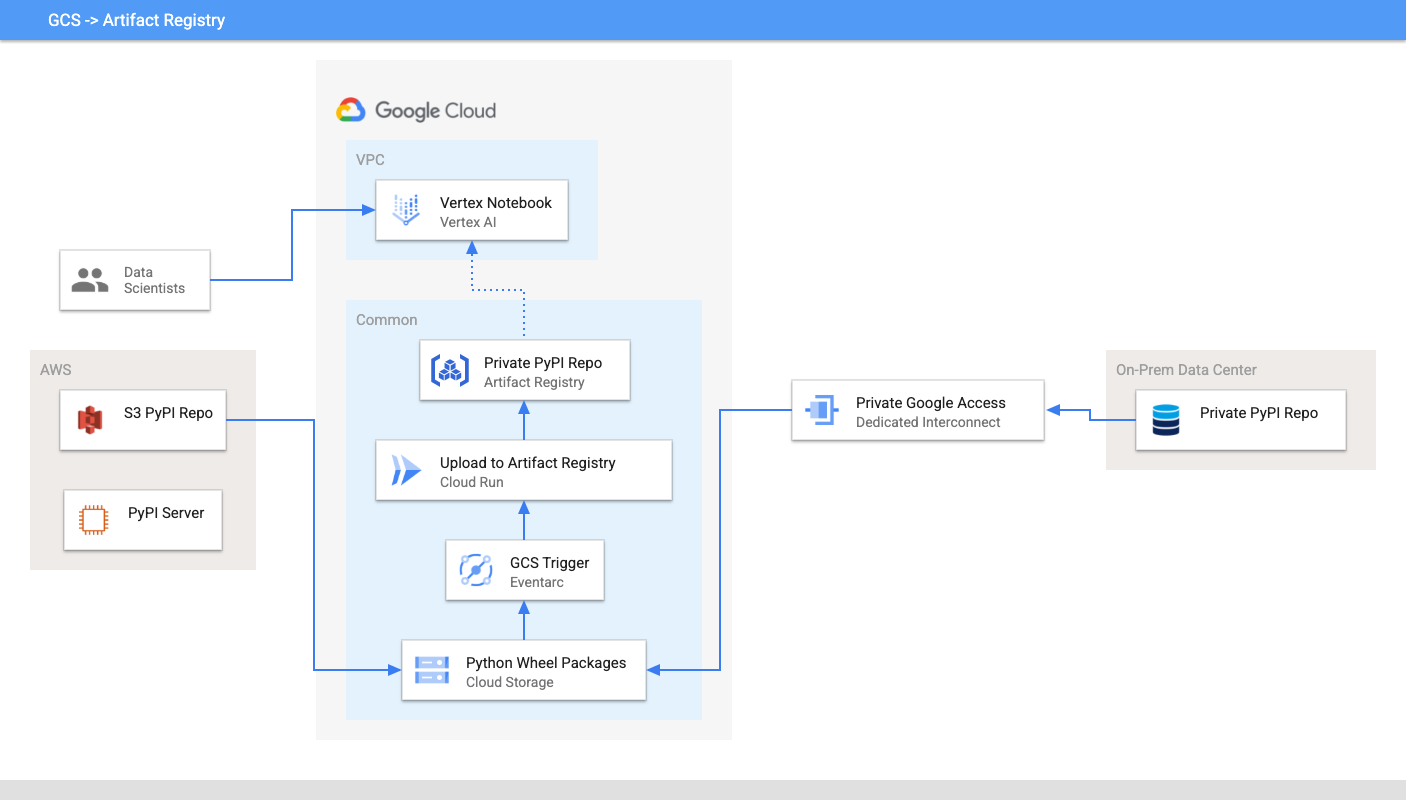 GCS -> Artifact Registry
Google Cloud
VPC
Vertex Notebook
Vertex AI
Data
Scientists
Common
AWS
S3 PyPI Repo
PyPI Server
Private PyPI Repo
Artifact Registry
Upload to Artifact Registry
Cloud Run
GCS Trigger
Eventarc
Python Wheel Packages
Cloud Storage
Private Google Access
Dedicated Interconnect
On-Prem Data Center
Private PyPI Repo